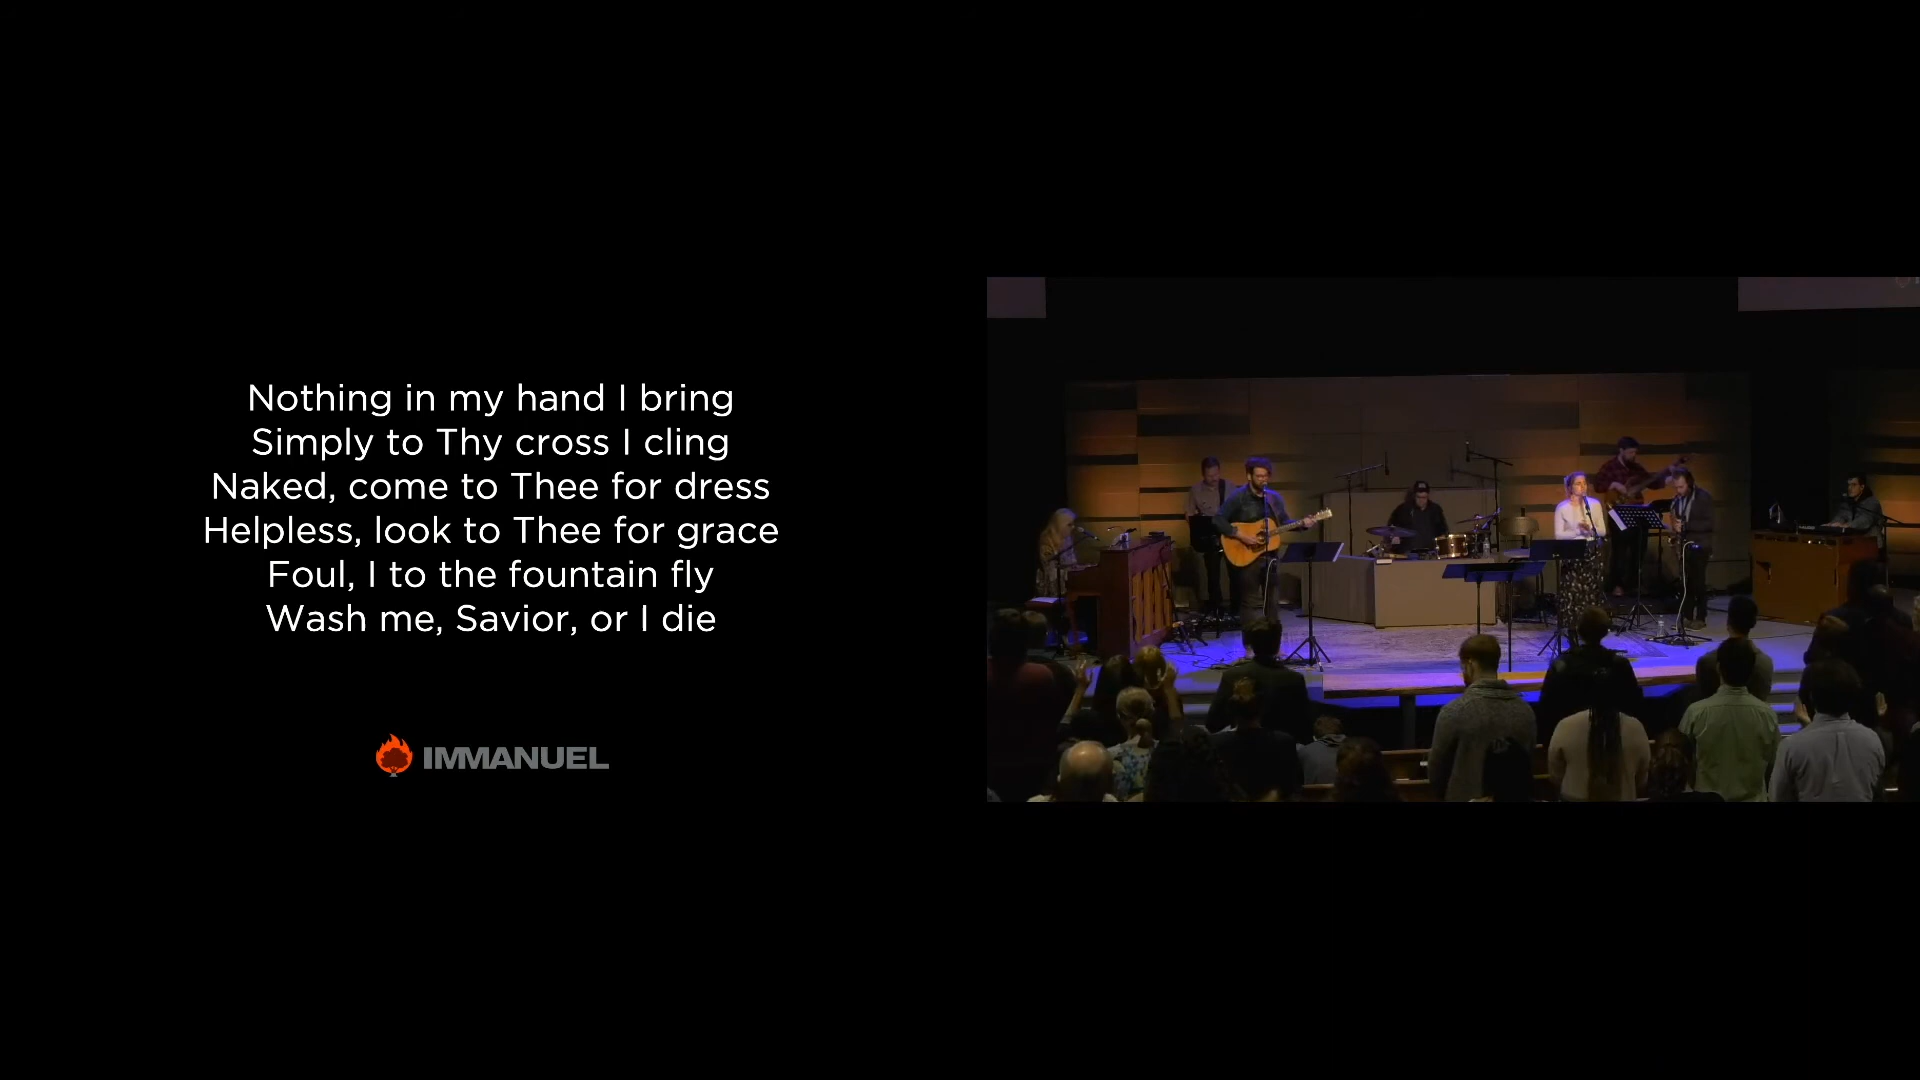 Nothing in my hand I bring
Simply to Thy cross I cling
Naked, come to Thee for dress
Helpless, look to Thee for grace
Foul, I to the fountain fly
Wash me, Savior, or I die
IMMANUEL